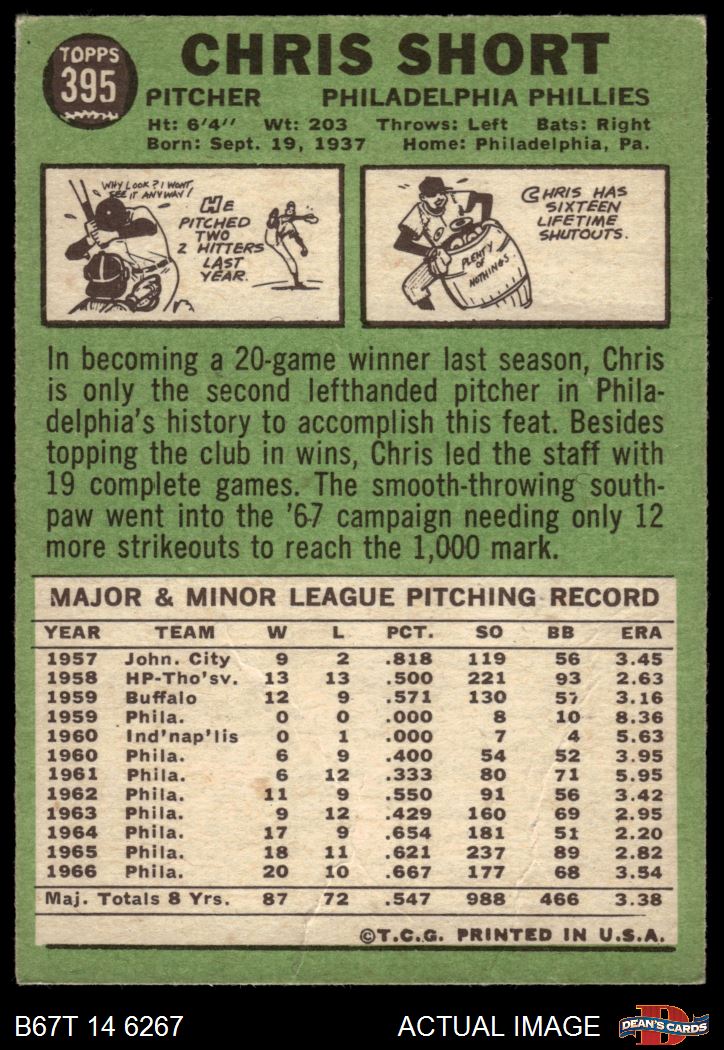 TOPPS
395
CHRIS SHORT
PITCHER PHILADELPHIA PHILLIES
Ht: 6'4" Wt: 203 Throws: Left Bats: Right
Born: Sept. 19, 1937 Home: Philadelphia, Pa.
WHY LOOK? I WONT
SEE IT ANYWAY!
HE
PITCHED
TWO
2 HITTERS
LAST
YEAR.
PLENTY
OF
NOTHINGS
CHRIS HAS
SIXTEEN
LIFETIME
SHUTOUTS.
In becoming a 20-game winner last season, Chris
is only the second lefthanded pitcher in Phila-
delphia's history to accomplish this feat. Besides
topping the club in wins, Chris led the staff with
19 complete games. The smooth-throwing south-
paw went into the '67 campaign needing only 12
more strikeouts to reach the 1,000 mark.
MAJOR & MINOR LEAGUE PITCHING RECORD
YEAR TEAM W L PCT. SO BB ERA
1957 John. City 9 2 .818 119 56 3.45
1958 HP-Tho'sv. 13 13 .500 221 93 2.63
1959 Buffalo 12 9 .571 130 57 3.16
1959 Phila. 0 0 .000 8 10 8.36
1960 Ind'nap'lis 0 1 .000 7 4 5.63
1960 Phila. 6 9 .400 54 52 3.95
1961 Phila. 6 12 .333 80 71 5.95
1962 Phila. 11 9 .550 91 56 3.42
1963 Phila. 9 12 .429 160 69 2.95
1964 Phila. 17 9 .654 181 51 2.20
1965 Phila. 18 11 .621 237 89 2.82
1966 Phila. 20 10 .667 177 68 3.54
Maj. Totals 8 Yrs. 87 72 .547 988 466 3.38
©T.C.G. PRINTED IN U.S.A.
B67T 14 6267 ACTUAL IMAGE
D
DEAN'S CARDS